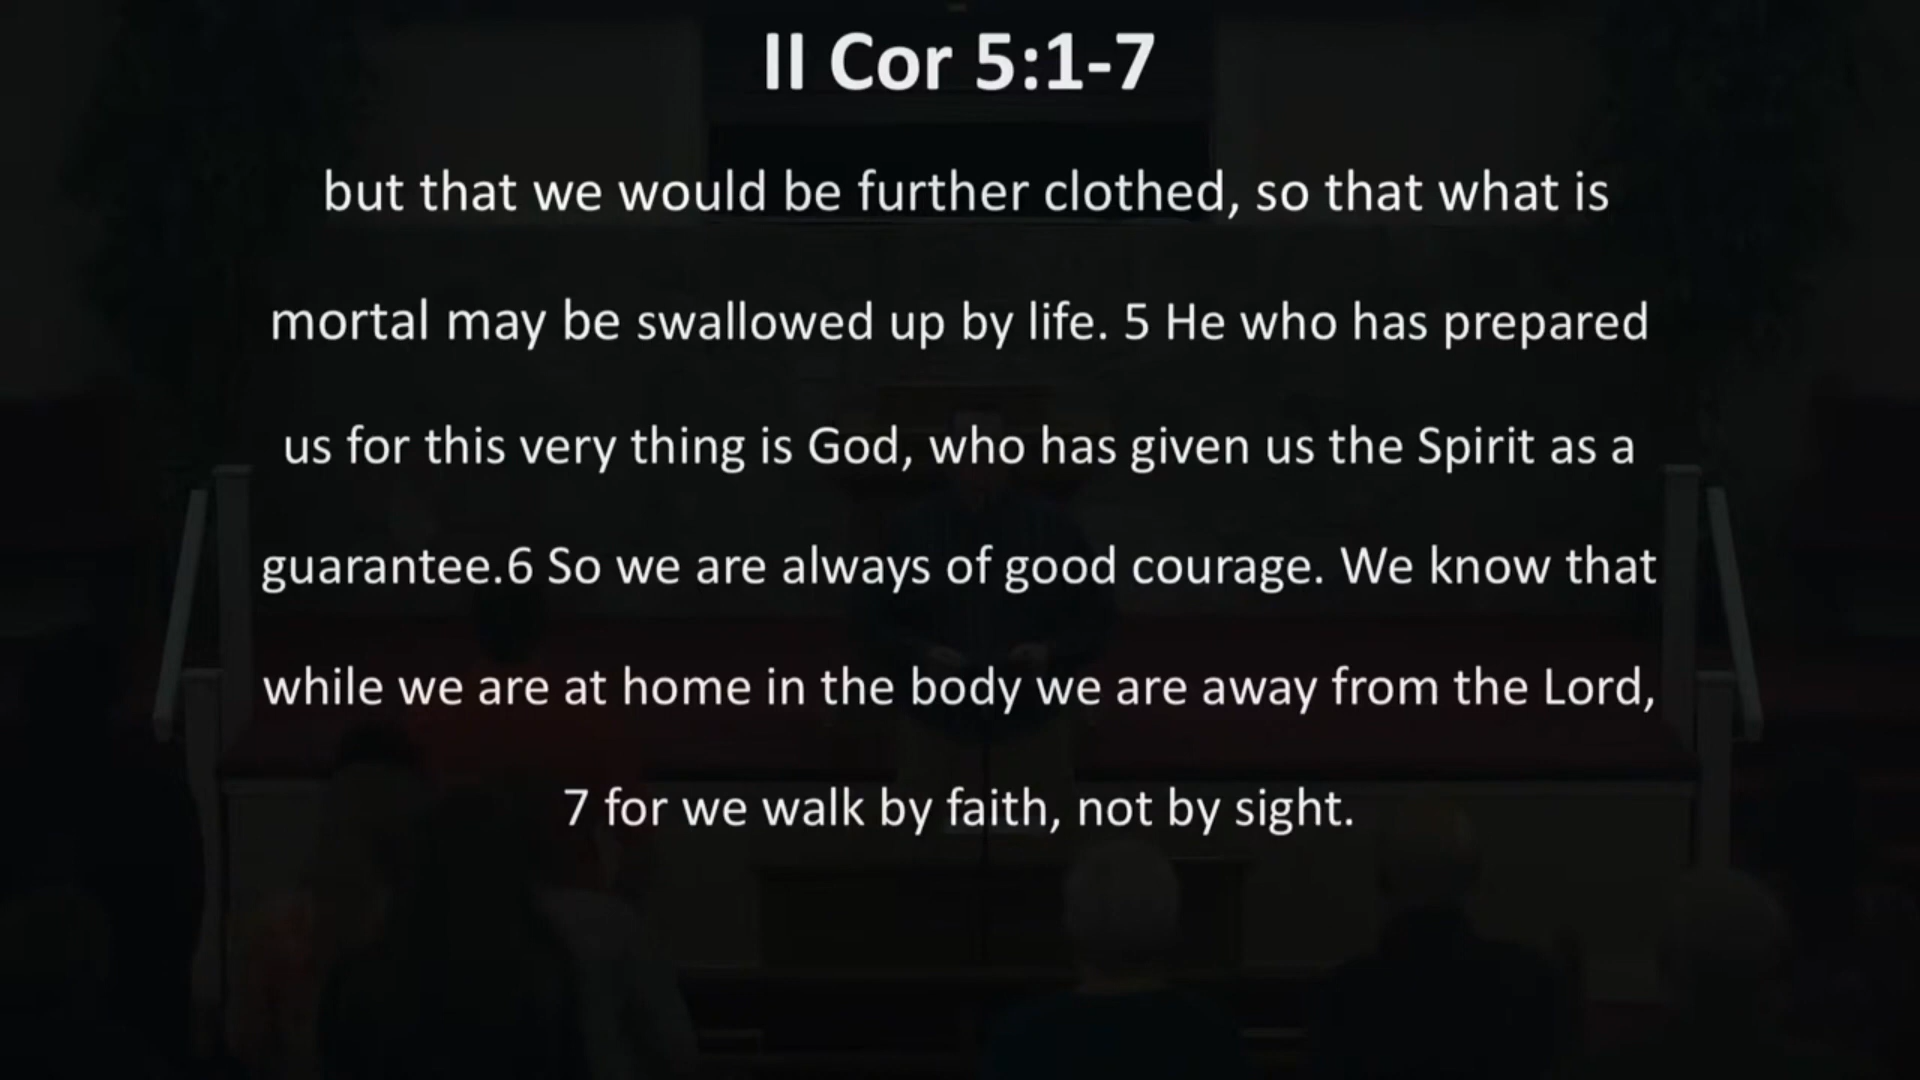 II Cor 5:1-7
but that we would be further clothed, so that what is
mortal may be swallowed up by life. 5 He who has prepared
us for this very thing is God, who has given us the Spirit as a
guarantee.6 So we are always of good courage. We know that
while we are at home in the body we are away from the Lord,
7 for we walk by faith, not by sight.